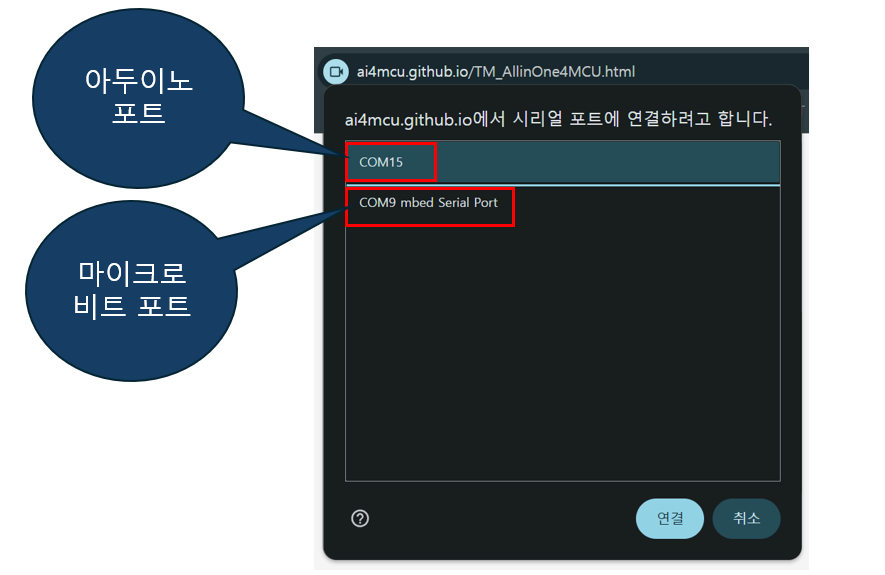 아두이노
포트
마이크로
비트 포트
ai4mcu.github.io/TM_AllinOne4MCU.html
ai4mcu.github.io에서 시리얼 포트에 연결하려고 합니다.
COM15
COM9 mbed Serial Port
연결
취소